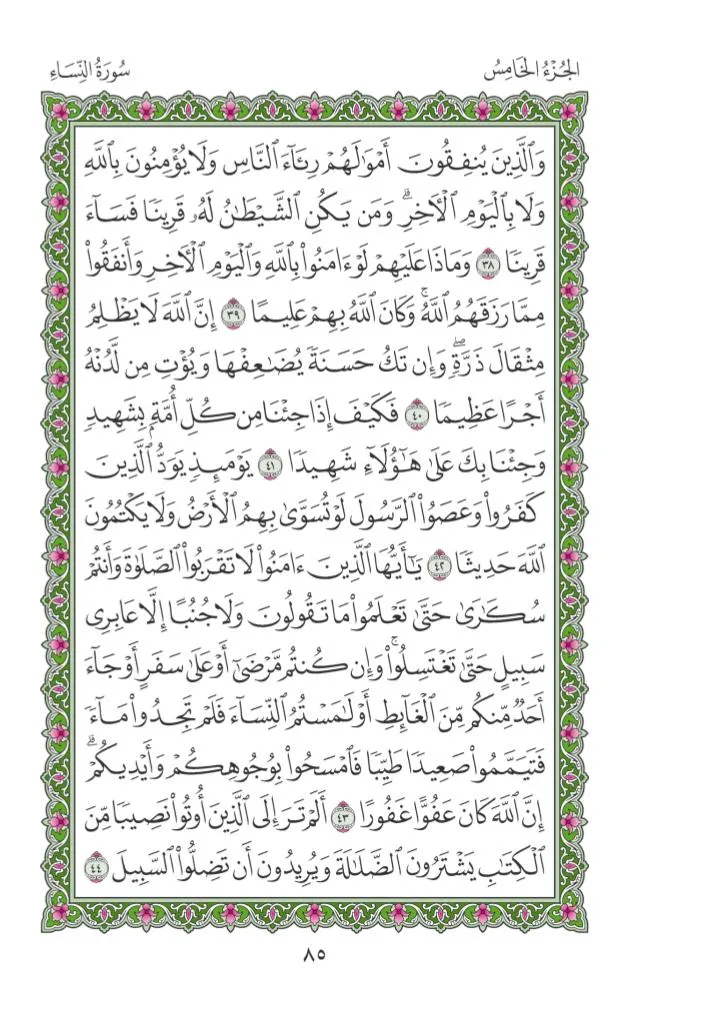 الجُزْءُ الخَامِسُ
سُورَةُ النِّسَاءِ
وَٱلَّذِينَ يُنفِقُونَ أَمْوَٰلَهُمْ رِئَآءَ ٱلنَّاسِ وَلَا يُؤْمِنُونَ بِٱللَّهِ
وَلَا بِٱلْيَوْمِ ٱلْأَخِرِ ۗ وَمَن يَكُنِ ٱلشَّيْطَٰنُ لَهُۥ قَرِينًا فَسَآءَ
قَرِينًا ٣٨ وَمَاذَا عَلَيْهِمْ لَوْ ءَامَنُوا۟ بِٱللَّهِ وَٱلْيَوْمِ ٱلْأَخِرِ وَأَنفَقُوا۟
مِمَّا رَزَقَهُمُ ٱللَّهُ ۚ وَكَانَ ٱللَّهُ بِهِمْ عَلِيمًا ٣٩ إِنَّ ٱللَّهَ لَا يَظْلِمُ
مِثْقَالَ ذَرَّةٍ ۖ وَإِن تَكُ حَسَنَةً يُضَٰعِفْهَا وَيُؤْتِ مِن لَّدُنْهُ
أَجْرًا عَظِيمًا ٤٠ فَكَيْفَ إِذَا جِئْنَا مِن كُلِّ أُمَّةٍۭ بِشَهِيدٍ
وَجِئْنَا بِكَ عَلَىٰ هَٰٓؤُلَآءِ شَهِيدًا ٤١ يَوْمَئِذٍ يَوَدُّ ٱلَّذِينَ
كَفَرُوا۟ وَعَصَوُا۟ ٱلرَّسُولَ لَوْ تُسَوَّىٰ بِهِمُ ٱلْأَرْضُ وَلَا يَكْتُمُونَ
ٱللَّهَ حَدِيثًا ٤٢ يَٰٓأَيُّهَا ٱلَّذِينَ ءَامَنُوا۟ لَا تَقْرَبُوا۟ ٱلصَّلَوٰةَ وَأَنتُمْ
سُكَٰرَىٰ حَتَّىٰ تَعْلَمُوا۟ مَا تَقُولُونَ وَلَا جُنُبًا إِلَّا عَابِرِى
سَبِيلٍ حَتَّىٰ تَغْتَسِلُوا۟ ۚ وَإِن كُنتُم مَّرْضَىٰٓ أَوْ عَلَىٰ سَفَرٍ أَوْ جَآءَ
أَحَدٌ مِّنكُم مِّنَ ٱلْغَآئِطِ أَوْ لَٰمَسْتُمُ ٱلنِّسَآءَ فَلَمْ تَجِدُوا۟ مَآءً
فَتَيَمَّمُوا۟ صَعِيدًا طَيِّبًا فَٱمْسَحُوا۟ بِوُجُوهِكُمْ وَأَيْدِيكُمْ ۗ
إِنَّ ٱللَّهَ كَانَ عَفُوًّا غَفُورًا ٤٣ أَلَمْ تَرَ إِلَى ٱلَّذِينَ أُوتُوا۟ نَصِيبًا مِّنَ
ٱلْكِتَٰبِ يَشْتَرُونَ ٱلضَّلَٰلَةَ وَيُرِيدُونَ أَن تَضِلُّوا۟ ٱلسَّبِيلَ ٤٤
٨٥